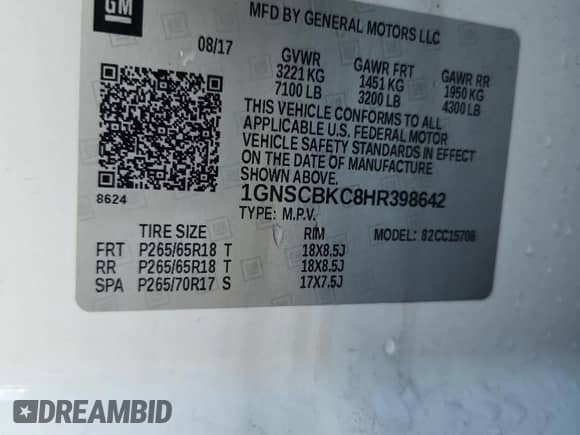 GM
MFD BY GENERAL MOTORS LLC
08/17
GVWR GAWR FRT GAWR RR
3221 KG 1451 KG 1950 KG
7100 LB 3200 LB 4300 LB
THIS VEHICLE CONFORMS TO ALL
APPLICABLE U.S. FEDERAL MOTOR
VEHICLE SAFETY STANDARDS IN EFFECT
ON THE DATE OF MANUFACTURE
SHOWN ABOVE.
8624
1GNSCBKC8HR398642
TYPE: M.P.V.
TIRE SIZE RIM MODEL: 82CC15706
FRT P265/65R18 T 18X8.5J
RR P265/65R18 T 18X8.5J
SPA P265/70R17 S 17X7.5J
DREAMBID